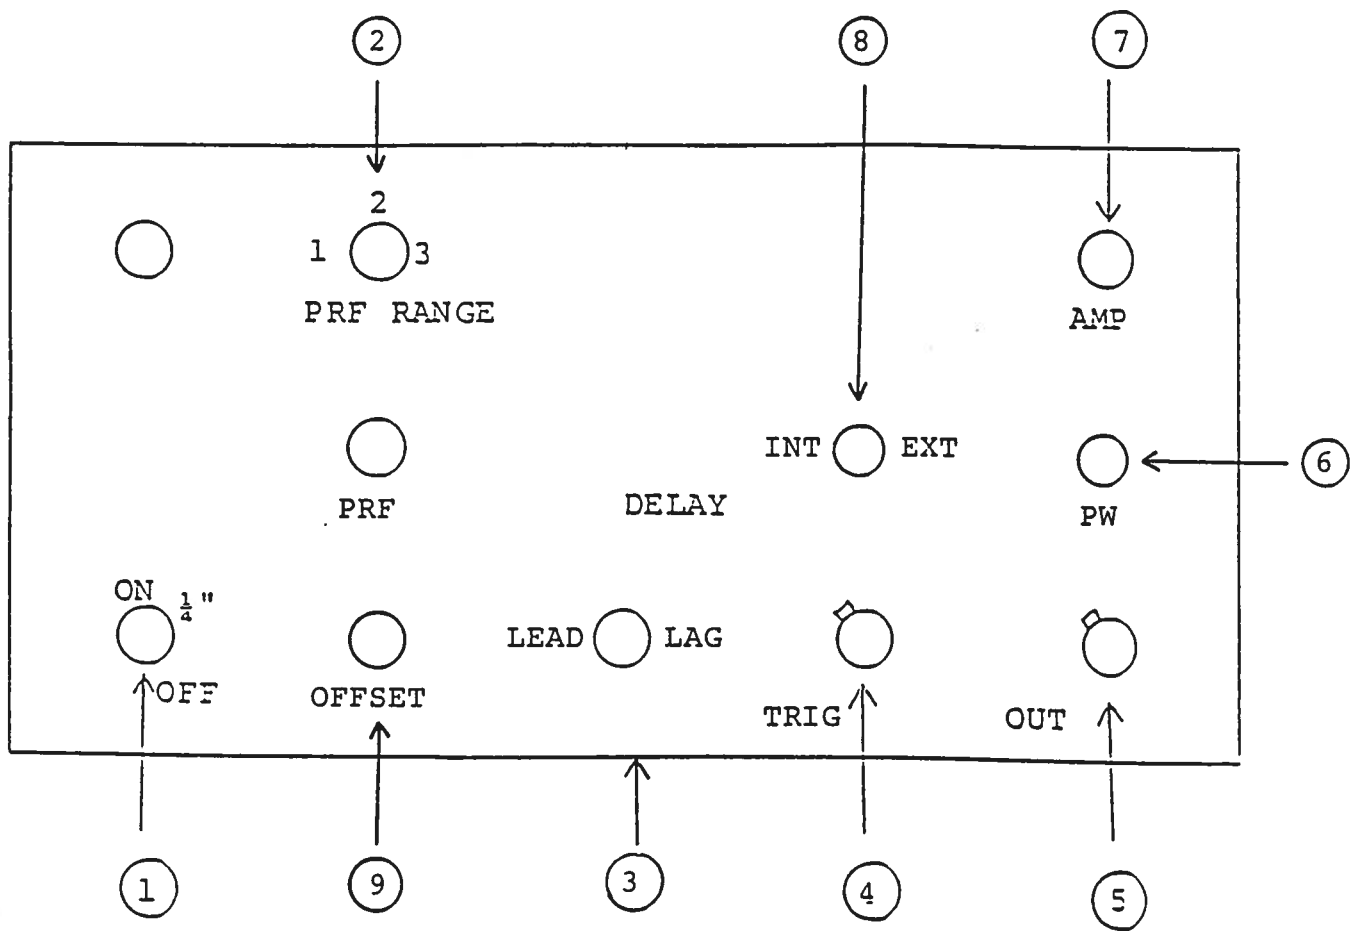 2 8 7
2
1 3
PRF RANGE
AMP
INT EXT
6
PRF
DELAY
PW
ON 1/4"
LEAD LAG
OFF
OFFSET
TRIG
OUT
1 9 3 4 5